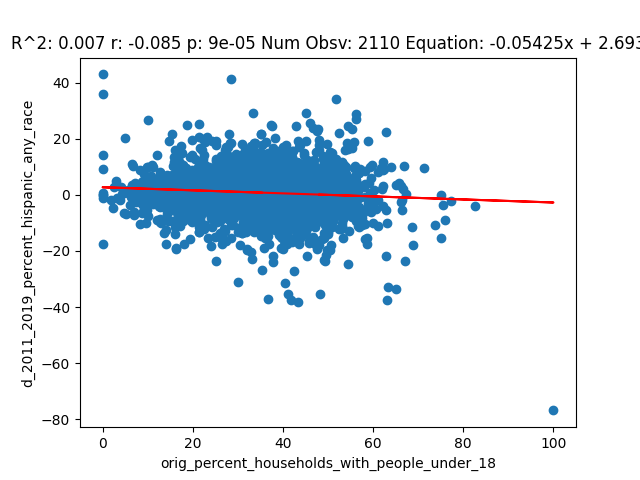 R^2: 0.007 r: -0.085 p: 9e-05 Num Obsv: 2110 Equation: -0.05425x + 2.693
d_2011_2019_percent_hispanic_any_race
40
20
0
−20
−40
−60
−80
0 20 40 60 80 100
orig_percent_households_with_people_under_18